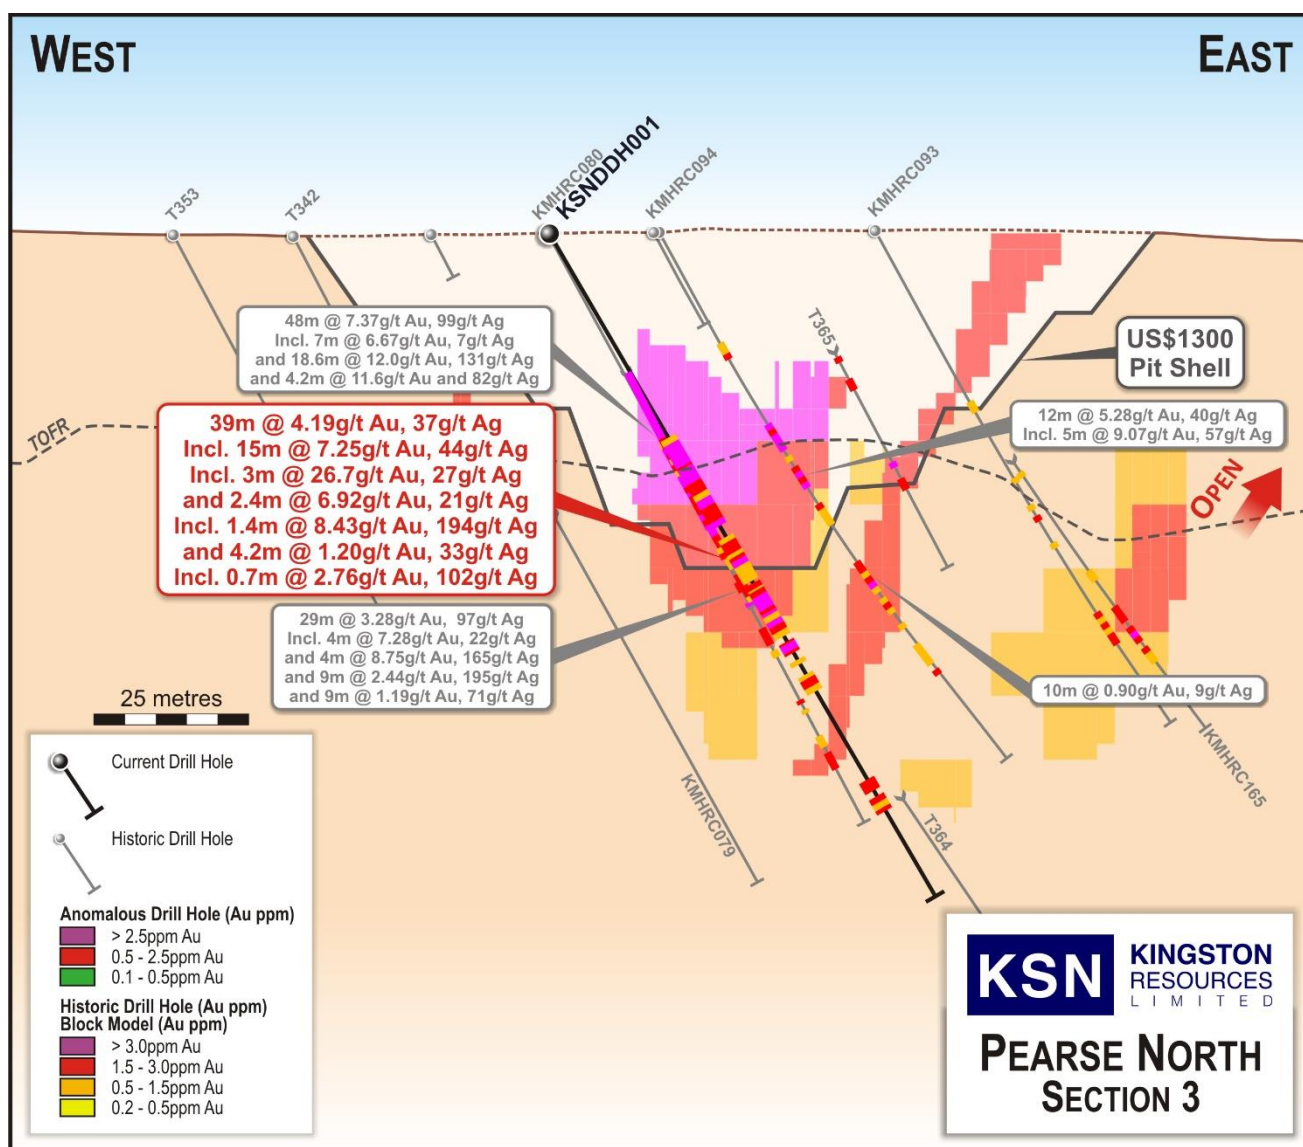 WEST
EAST
T353
T342
KMHRC080
KSNDDH001
KMHRC094
KMHRC093
T365
48m @ 7.37g/t Au, 99g/t Ag
Incl. 7m @ 6.67g/t Au, 7g/t Ag
and 18.6m @ 12.0g/t Au, 131g/t Ag
and 4.2m @ 11.6g/t Au and 82g/t Ag
US$1300
Pit Shell
39m @ 4.19g/t Au, 37g/t Ag
Incl. 15m @ 7.25g/t Au, 44g/t Ag
Incl. 3m @ 26.7g/t Au, 27g/t Ag
and 2.4m @ 6.92g/t Au, 21g/t Ag
Incl. 1.4m @ 8.43g/t Au, 194g/t Ag
and 4.2m @ 1.20g/t Au, 33g/t Ag
Incl. 0.7m @ 2.76g/t Au, 102g/t Ag
12m @ 5.28g/t Au, 40g/t Ag
Incl. 5m @ 9.07g/t Au, 57g/t Ag
TOFR
OPEN
29m @ 3.28g/t Au, 97g/t Ag
Incl. 4m @ 7.28g/t Au, 22g/t Ag
and 4m @ 8.75g/t Au, 165g/t Ag
and 9m @ 2.44g/t Au, 195g/t Ag
and 9m @ 1.19g/t Au, 71g/t Ag
10m @ 0.90g/t Au, 9g/t Ag
25 metres
KMHRC079
T364
KMHRC165
Current Drill Hole
Historic Drill Hole
Anomalous Drill Hole (Au ppm)
> 2.5ppm Au
0.5 - 2.5ppm Au
0.1 - 0.5ppm Au
Historic Drill Hole (Au ppm)
Block Model (Au ppm)
> 3.0ppm Au
1.5 - 3.0ppm Au
0.5 - 1.5ppm Au
0.2 - 0.5ppm Au
KSN
KINGSTON
RESOURCES
LIMITED
PEARSE NORTH
SECTION 3